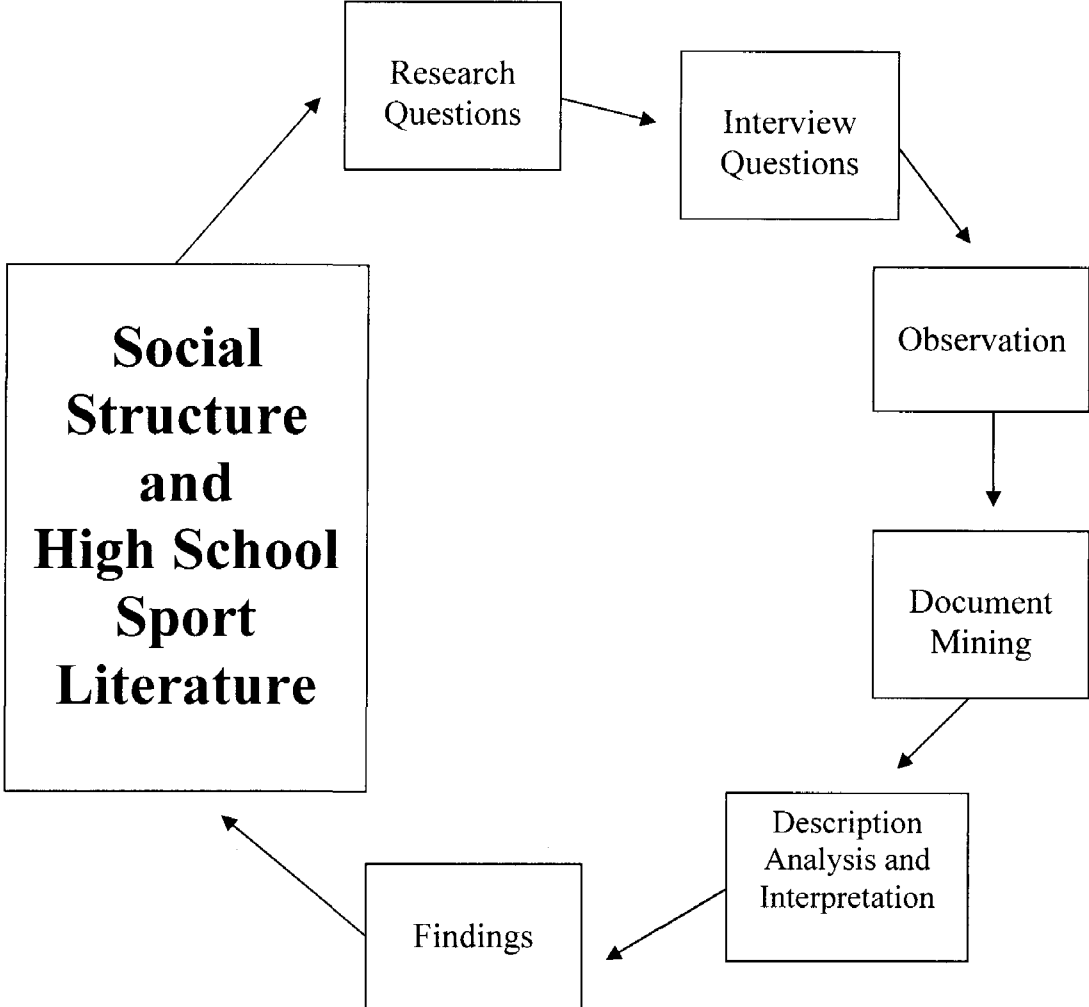 Research
Questions
Interview
Questions
Observation
Document
Mining
Description
Analysis and
Interpretation
Findings
Social
Structure
and
High School
Sport
Literature